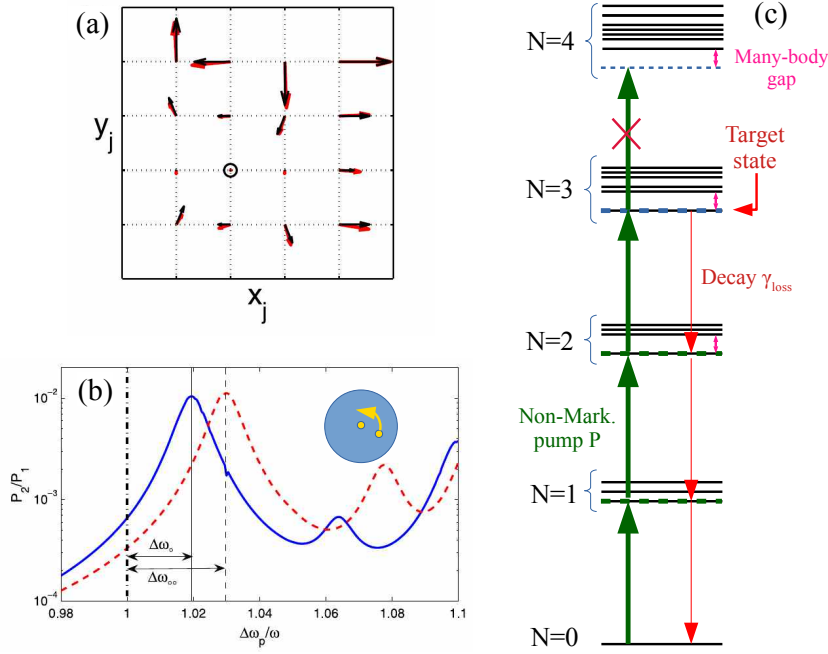 (a)
y_j
x_j
(b)
P_2/P_1
10^-2
10^-3
10^-4
Δω_o
Δω_oo
0.98
1
1.02
1.04
1.06
1.08
1.1
Δω_p/ω
(c)
N=4
Many-body
gap
Target
state
N=3
Decay γ_loss
N=2
Non-Mark.
pump P
N=1
N=0